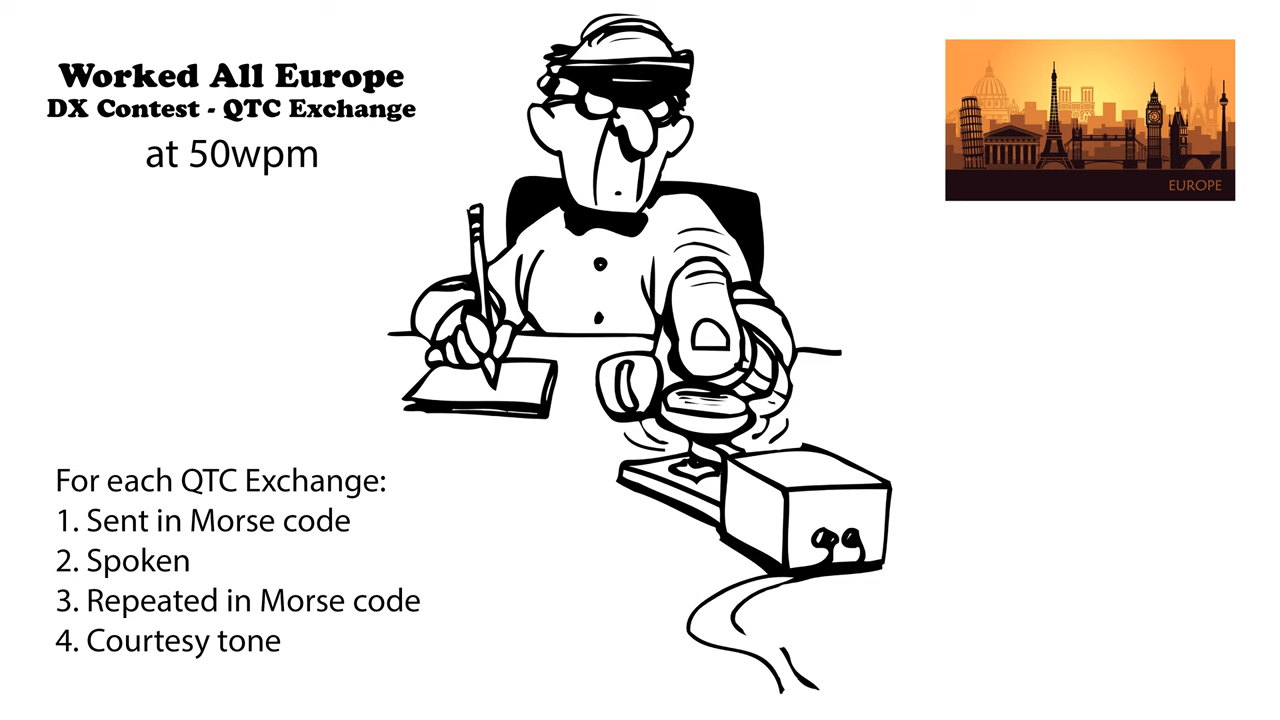 Worked All Europe
DX Contest - QTC Exchange
at 50wpm
EUROPE
For each QTC Exchange:
1. Sent in Morse code
2. Spoken
3. Repeated in Morse code
4. Courtesy tone